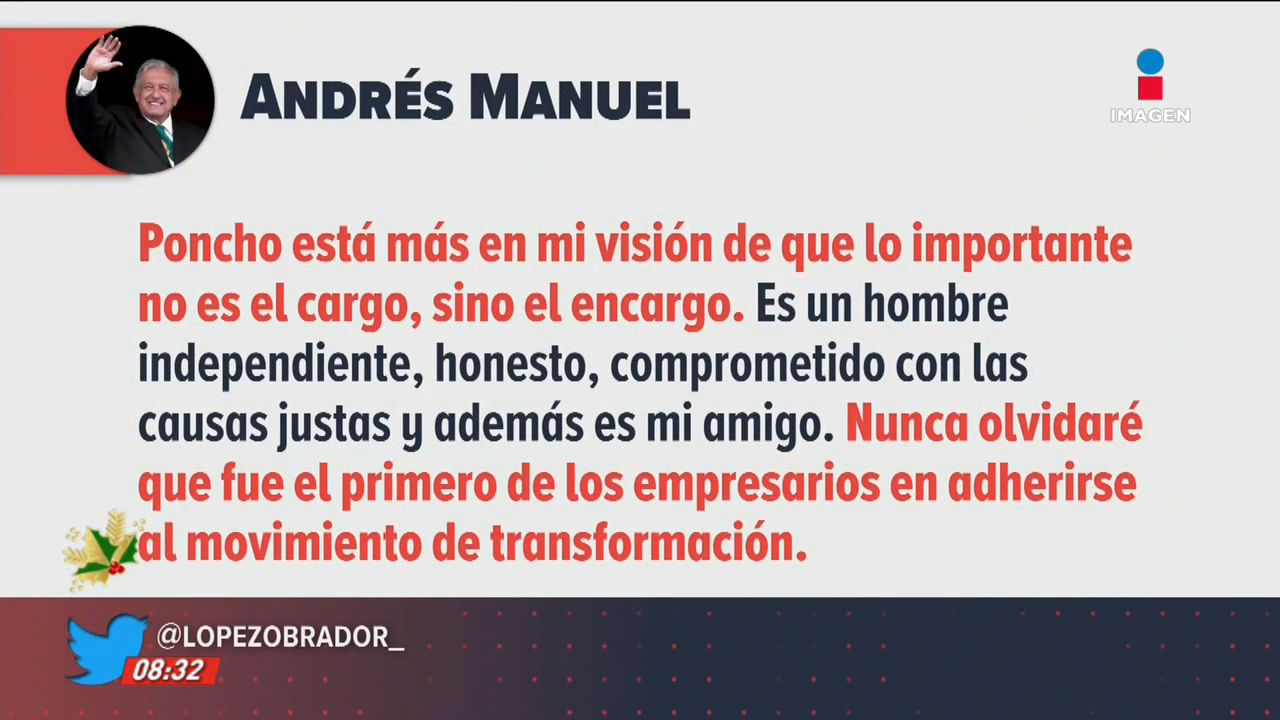 ANDRÉS MANUEL
IMAGEN
Poncho está más en mi visión de que lo importante
no es el cargo, sino el encargo. Es un hombre
independiente, honesto, comprometido con las
causas justas y además es mi amigo. Nunca olvidaré
que fue el primero de los empresarios en adherirse
al movimiento de transformación.
@LOPEZOBRADOR_
08:32